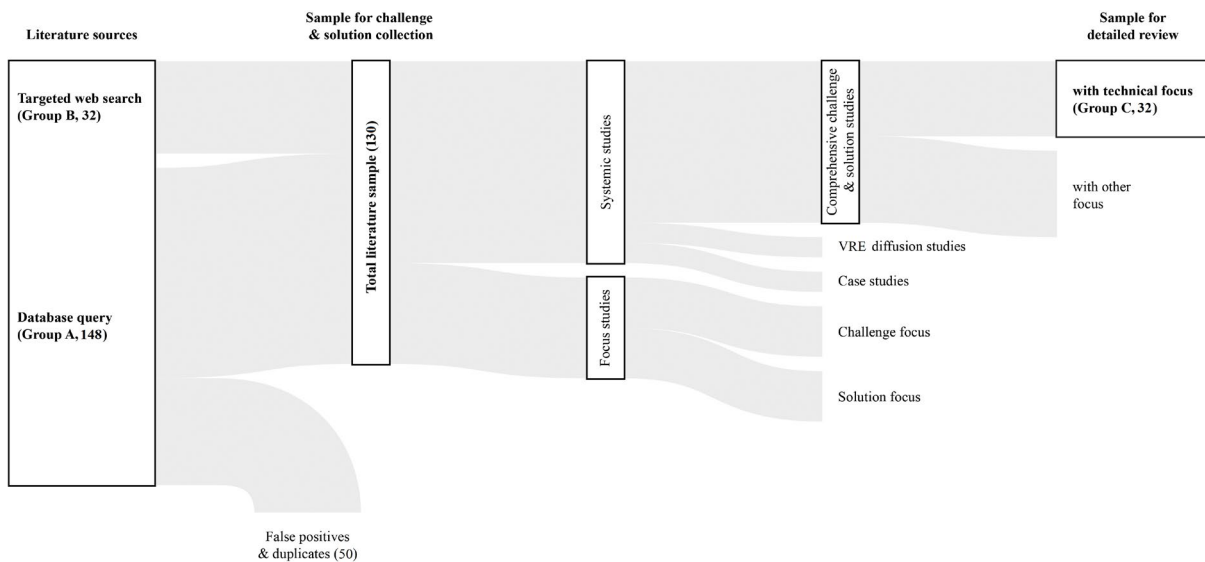 Literature sources
Sample for challenge
& solution collection
Sample for
detailed review
Targeted web search
(Group B, 32)
Database query
(Group A, 148)
False positives
& duplicates (50)
Total literature sample (130)
Systemic studies
Focus studies
Comprehensive challenge
& solution studies
VRE diffusion studies
Case studies
Challenge focus
Solution focus
with technical focus
(Group C, 32)
with other
focus